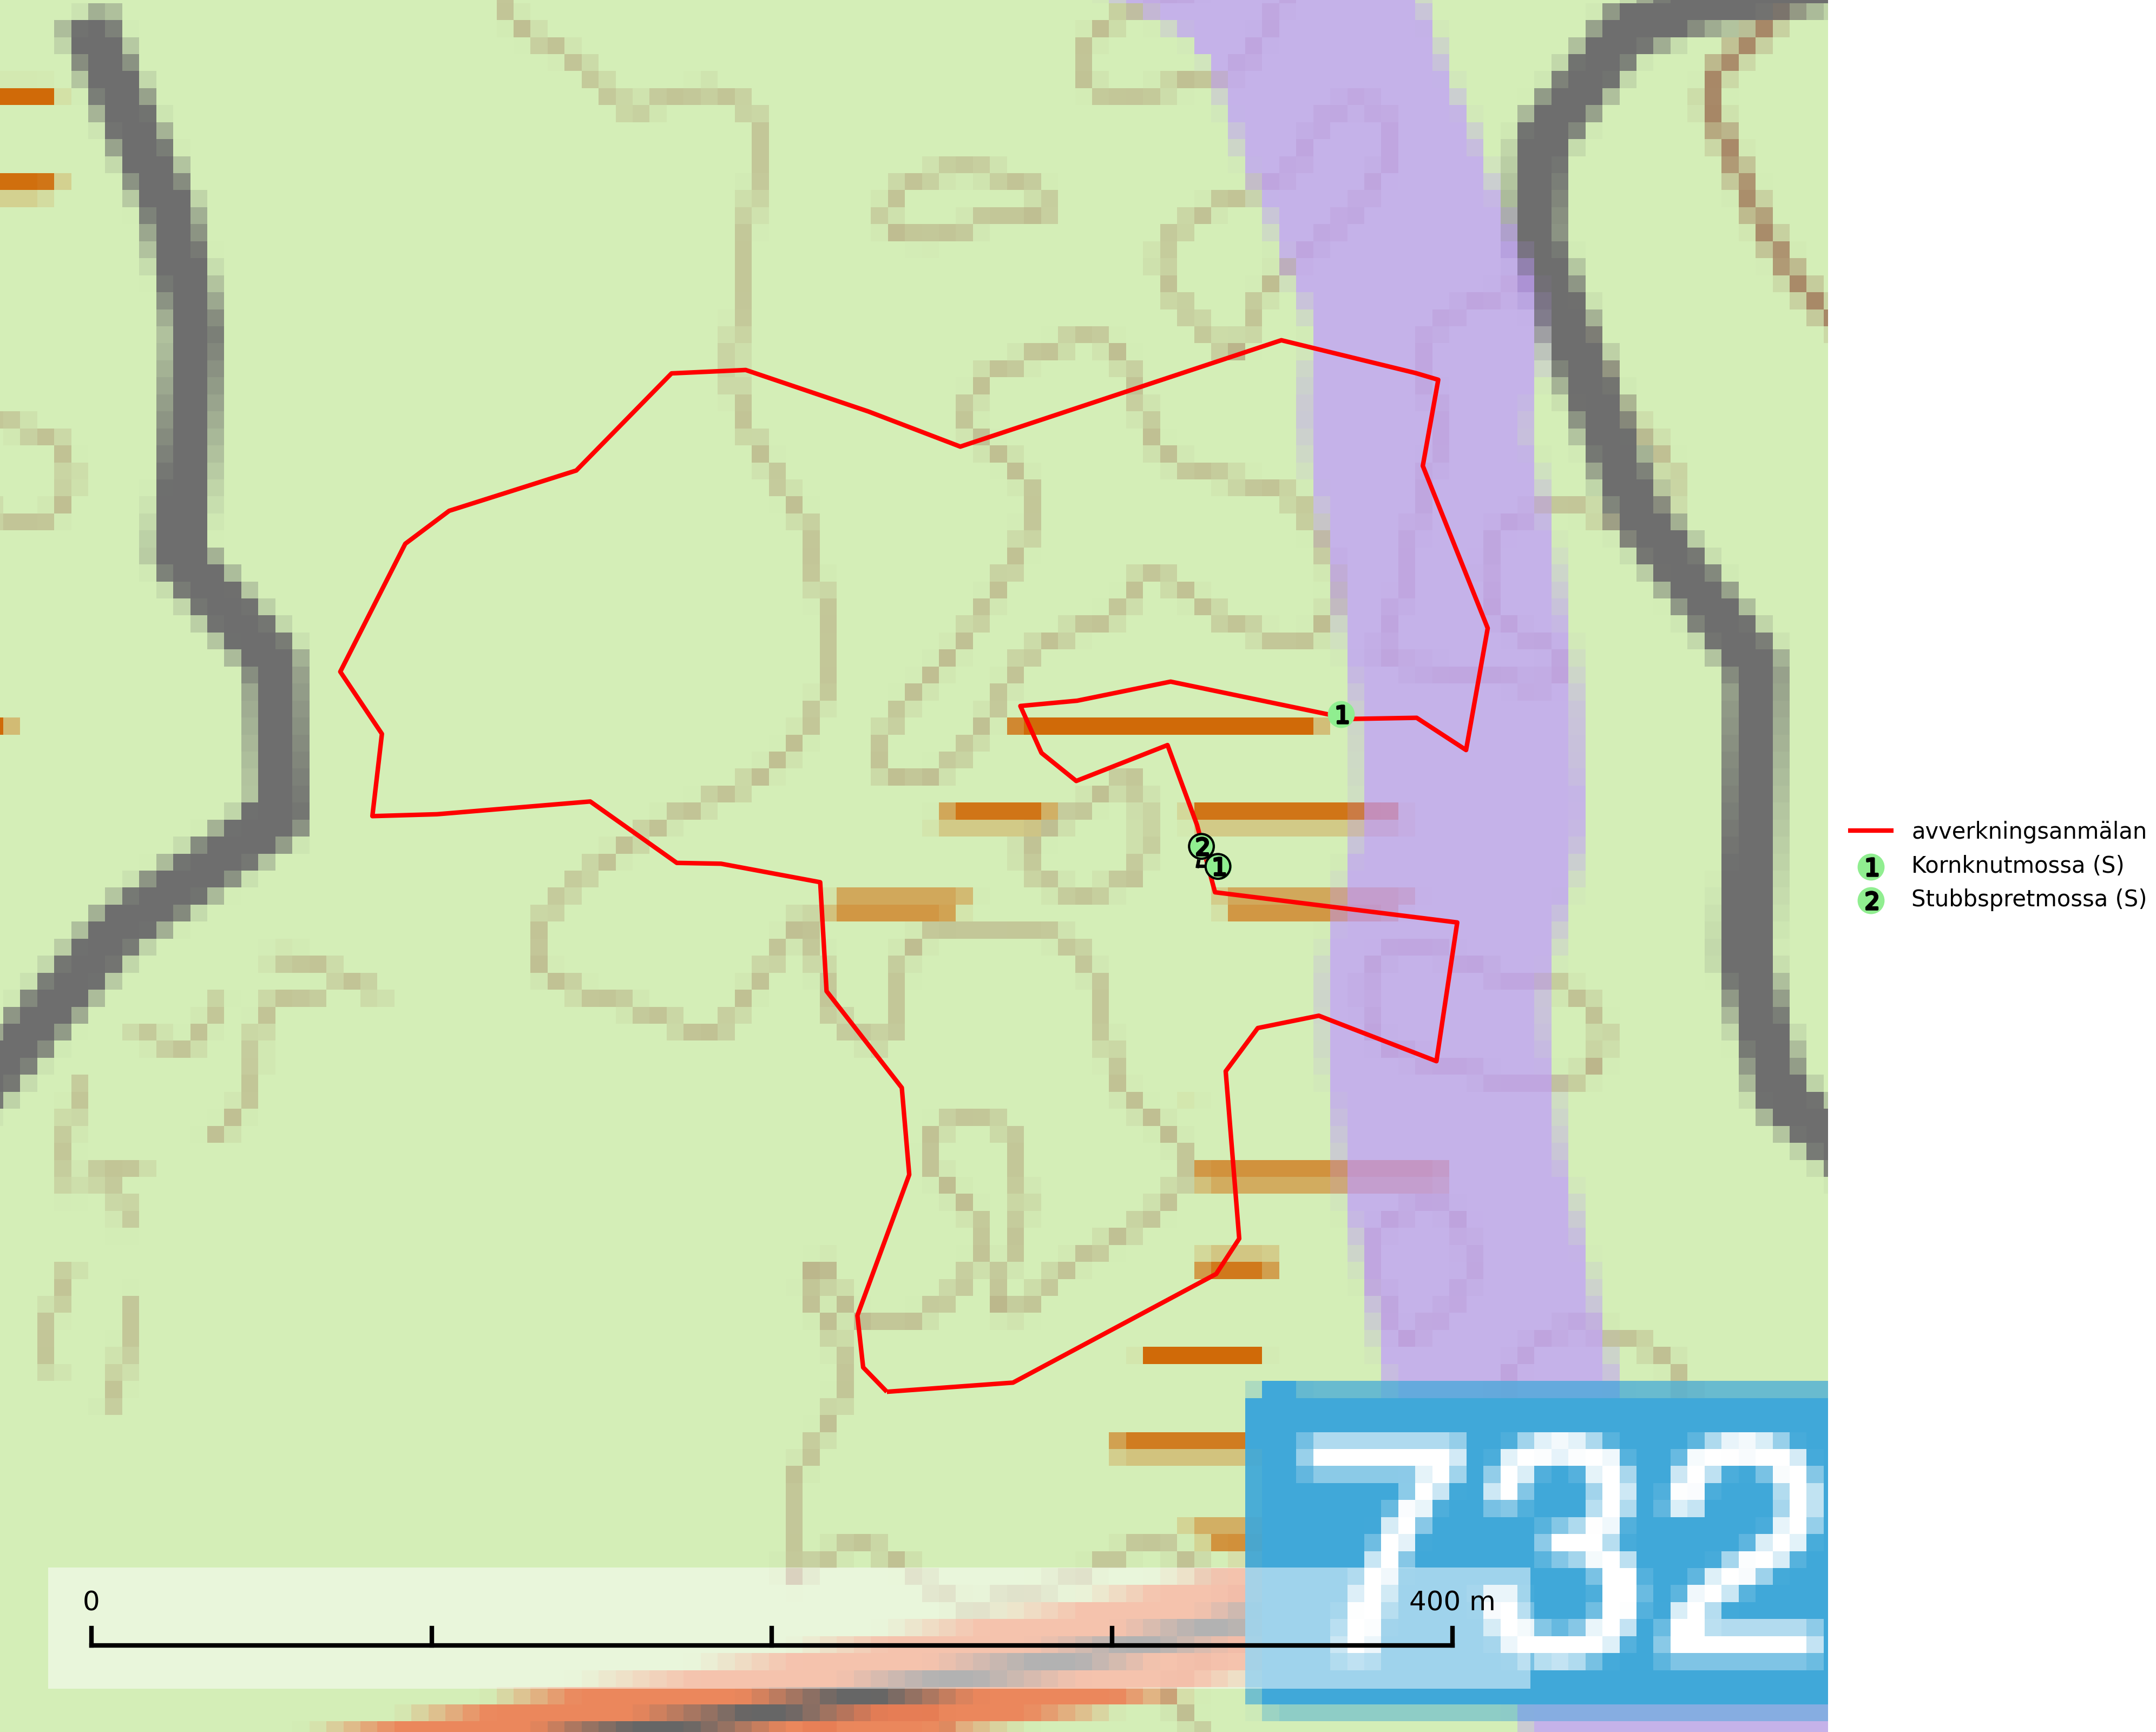 1
2
1
avverkningsanmälan
1 Kornknutmossa (S)
2 Stubbspretmossa (S)
732
0 400 m